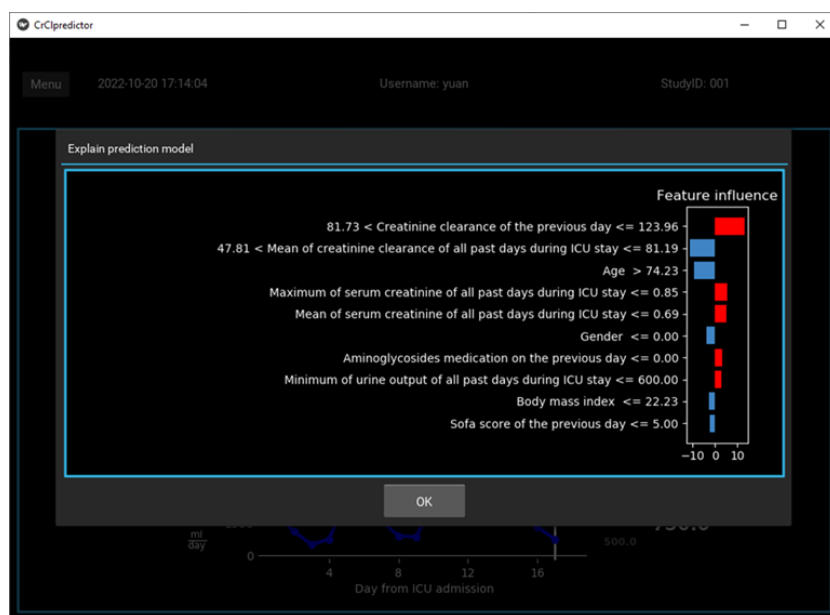 CrClpredictor
Menu 2022-10-20 17:14:04 Username: yuan StudyID: 001
Explain prediction model
Feature influence
81.73 < Creatinine clearance of the previous day <= 123.96
47.81 < Mean of creatinine clearance of all past days during ICU stay <= 81.19
Age > 74.23
Maximum of serum creatinine of all past days during ICU stay <= 0.85
Mean of serum creatinine of all past days during ICU stay <= 0.69
Gender <= 0.00
Aminoglycosides medication on the previous day <= 0.00
Minimum of urine output of all past days during ICU stay <= 600.00
Body mass index <= 22.23
Sofa score of the previous day <= 5.00
−10 0 10
OK
ml
day
500.0
0
4 8 12 16
Day from ICU admission